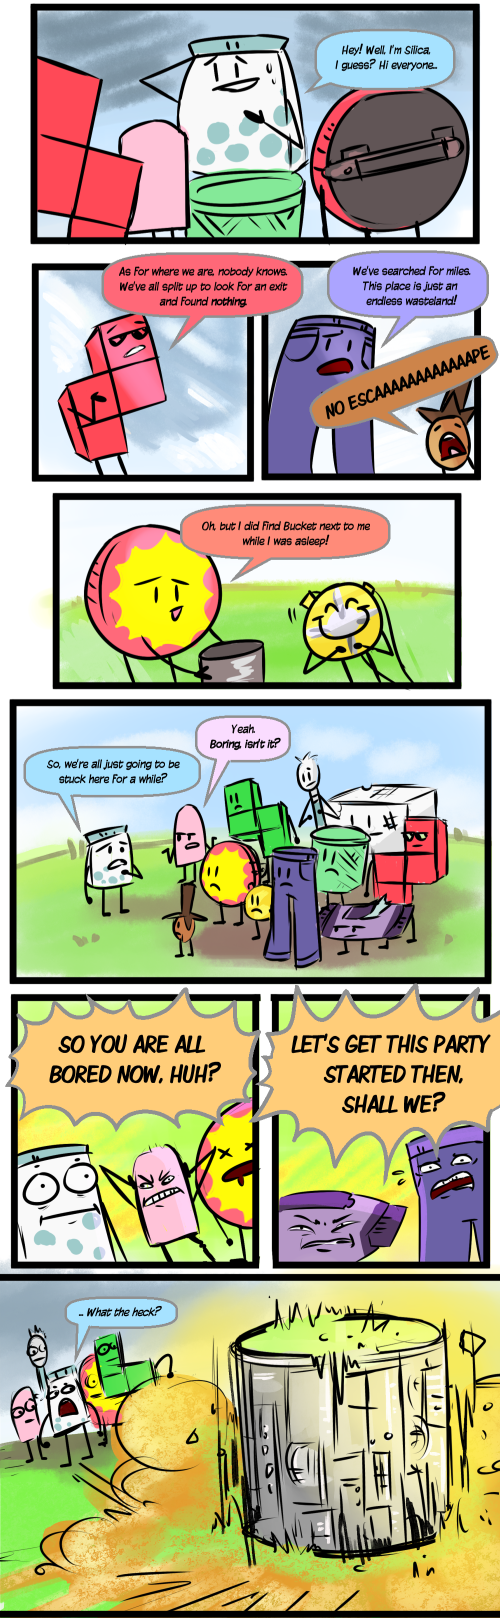 Hey! Well, I'm Silica,
I guess? Hi everyone..
As for where we are, nobody knows.
We've all split up to look for an exit
and found nothing.
We've searched for miles.
This place is just an
endless wasteland!
NO ESCAAAAAAAAAAAAPE
Oh, but I did find Bucket next to me
while I was asleep!
Yeah.
Boring, isn't it?
So, we're all just going to be
stuck here for a while?
SO YOU ARE ALL
BORED NOW, HUH?
LET'S GET THIS PARTY
STARTED THEN,
SHALL WE?
.. What the heck?